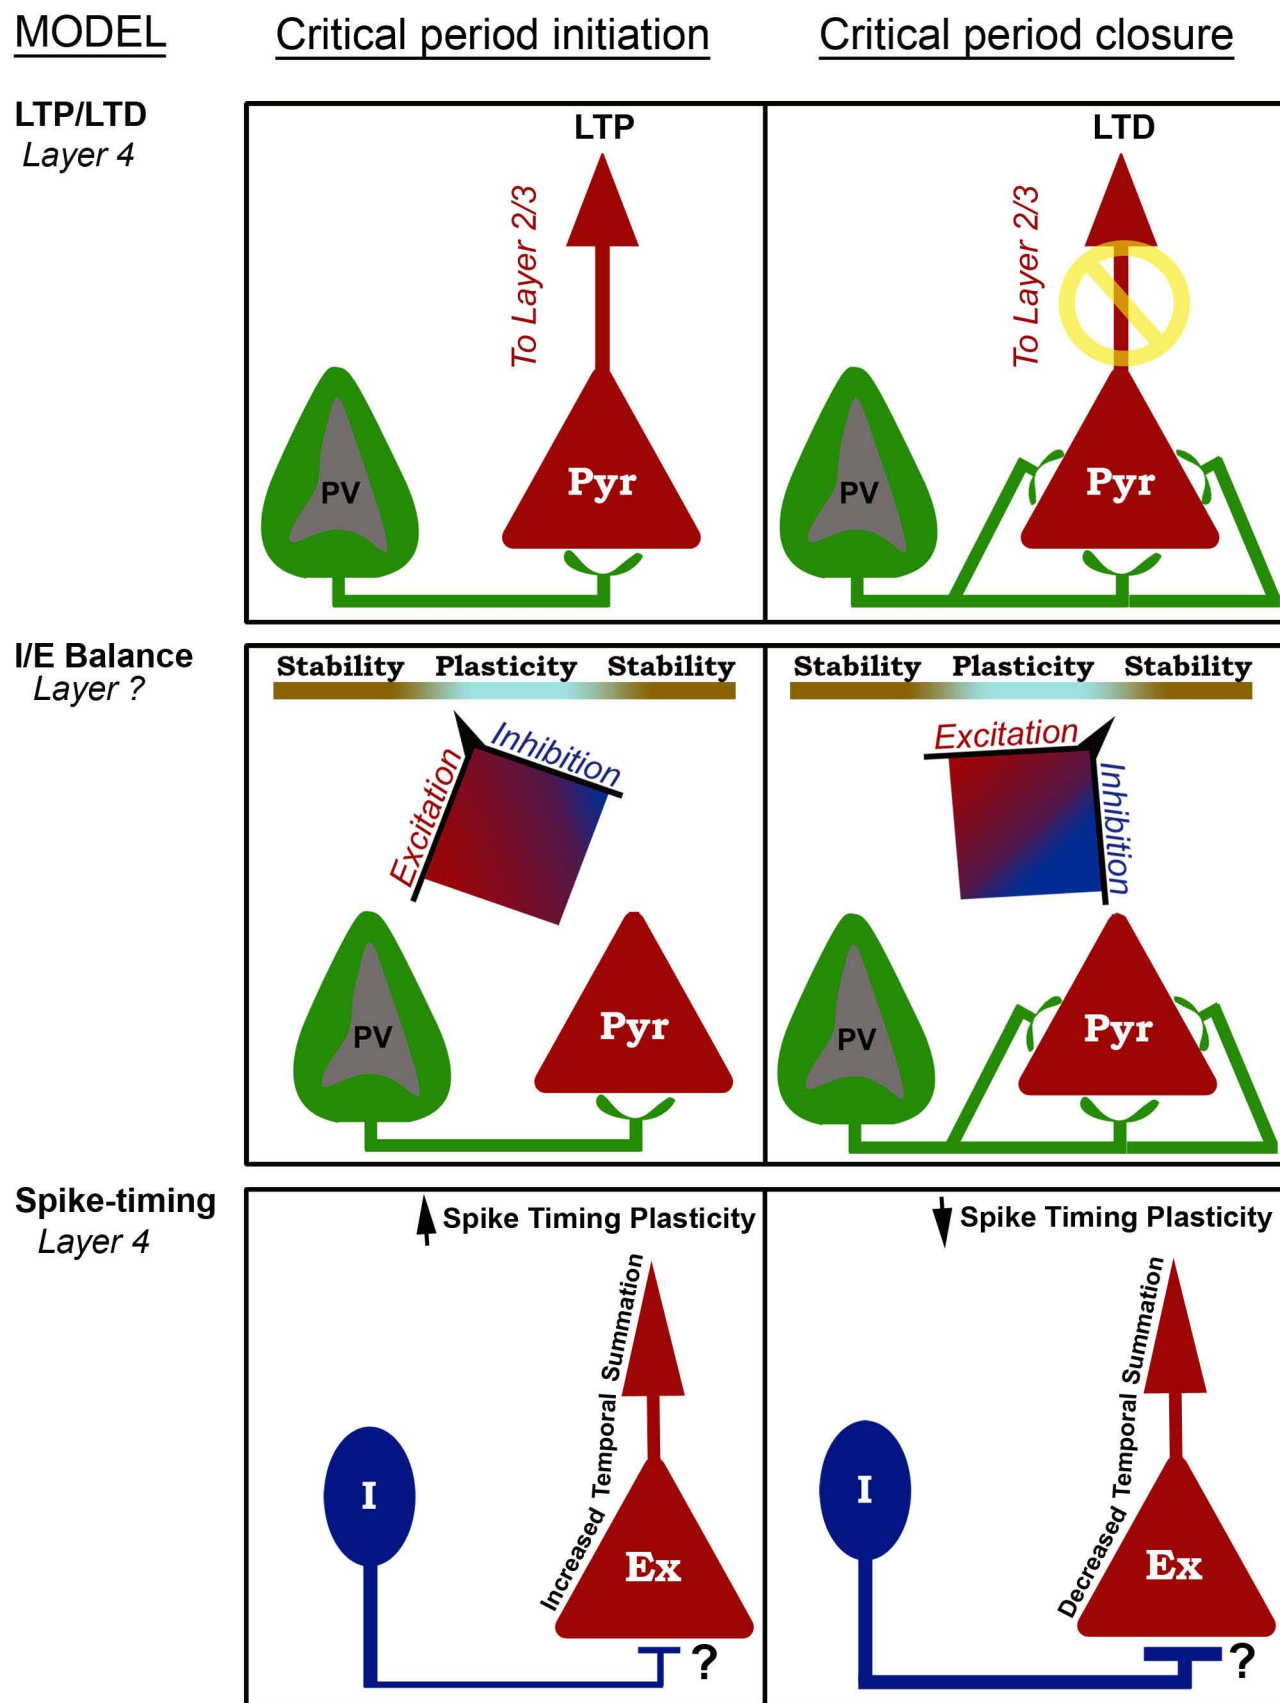 MODEL
Critical period initiation
Critical period closure
LTP/LTD
Layer 4
LTP
To Layer 2/3
PV
Pyr
LTD
To Layer 2/3
PV
Pyr
I/E Balance
Layer ?
Stability Plasticity Stability
Excitation
Inhibition
PV
Pyr
Stability Plasticity Stability
Excitation
Inhibition
PV
Pyr
Spike-timing
Layer 4
Spike Timing Plasticity
Increased Temporal Summation
I
Ex
?
Spike Timing Plasticity
Decreased Temporal Summation
I
Ex
?